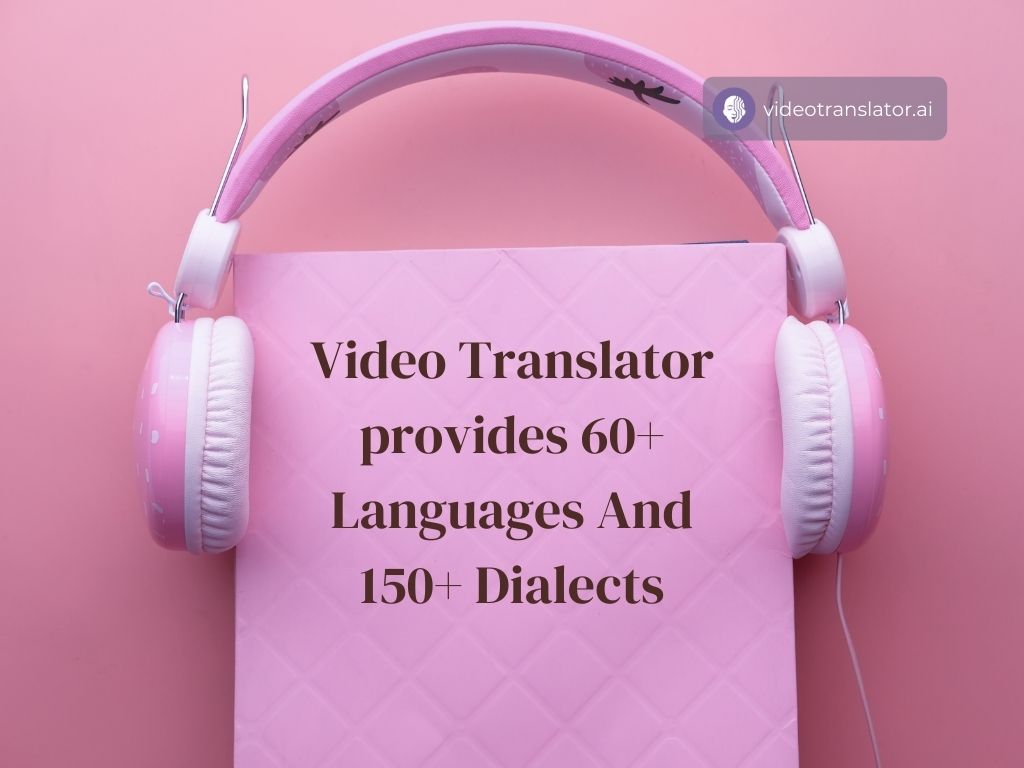 videotranslator.ai
Video Translator
provides 60+
Languages And
150+ Dialects